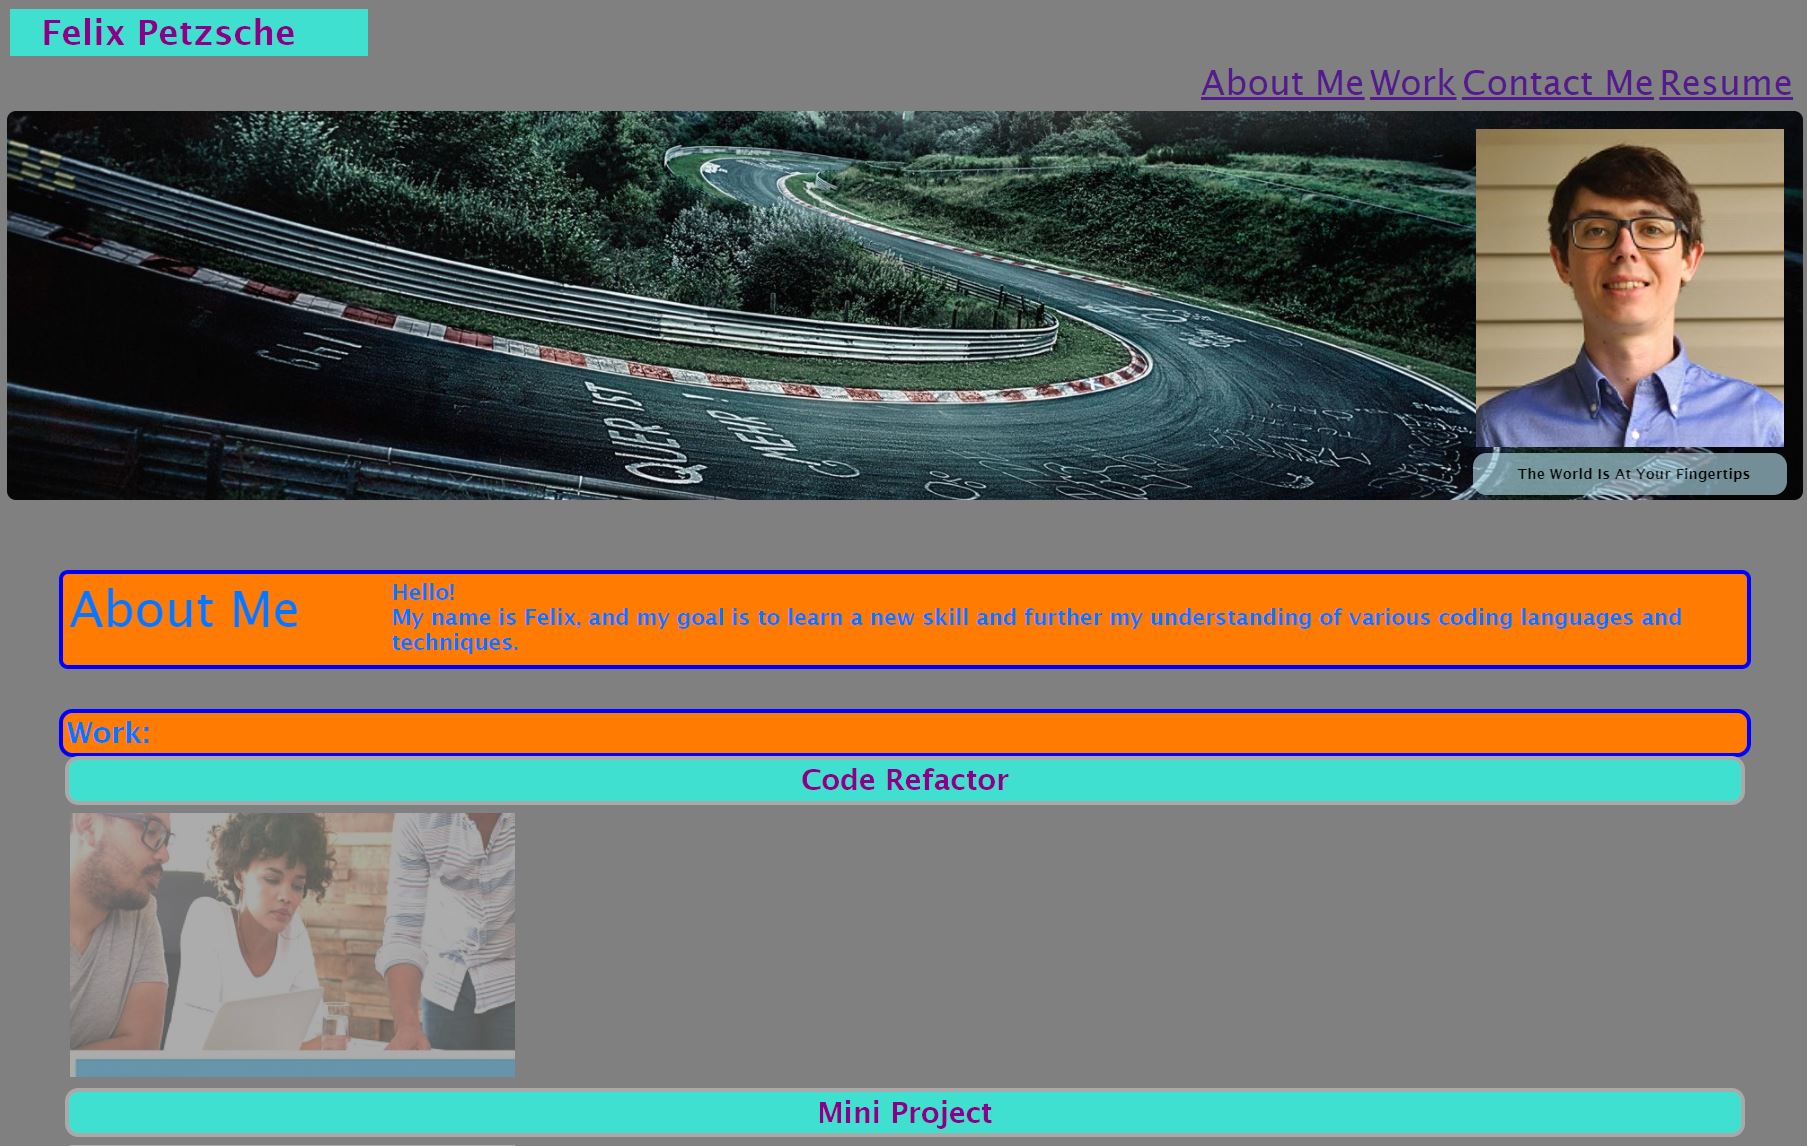 Felix Petzsche
About Me Work Contact Me Resume
QUER IST
MEHR !
The World Is At Your Fingertips
About Me
Hello!
My name is Felix, and my goal is to learn a new skill and further my understanding of various coding languages and
techniques.
Work:
Code Refactor
Mini Project